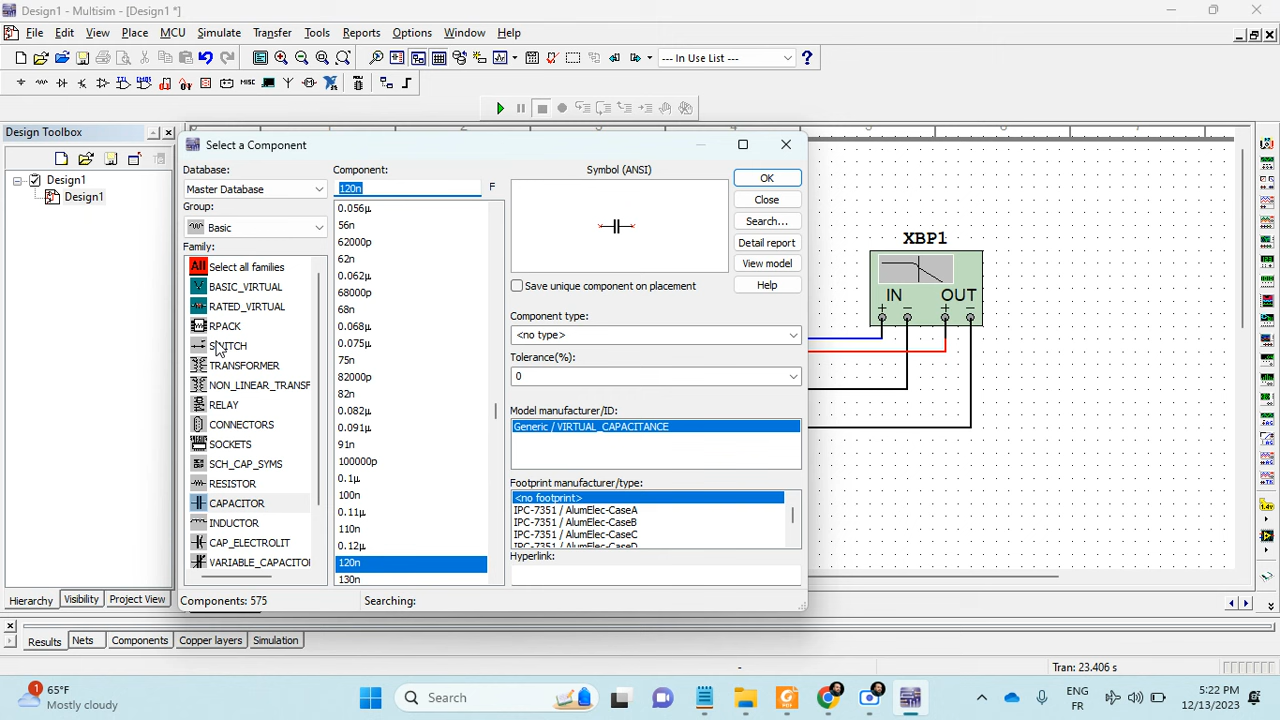 Design1 - Multisim - [Design1 *]
File Edit View Place MCU Simulate Transfer Tools Reports Options Window Help
--- In Use List ---
MISC
Design Toolbox
Design1
Design1
Select a Component
Database:
Master Database
Group:
Basic
Family:
All Select all families
BASIC_VIRTUAL
RATED_VIRTUAL
RPACK
SWITCH
TRANSFORMER
NON_LINEAR_TRANSF
RELAY
CONNECTORS
SOCKETS
SCH_CAP_SYMS
RESISTOR
CAPACITOR
INDUCTOR
CAP_ELECTROLIT
VARIABLE_CAPACITO
Component:
120n
F
0.056µ
56n
62000p
62n
0.062µ
68000p
68n
0.068µ
0.075µ
75n
82000p
82n
0.082µ
0.091µ
91n
100000p
0.1µ
100n
0.11µ
110n
0.12µ
120n
130n
Symbol (ANSI)
Save unique component on placement
Component type:
<no type>
Tolerance(%):
0
Model manufacturer/ID:
Generic / VIRTUAL_CAPACITANCE
Footprint manufacturer/type:
<no footprint>
IPC-7351 / AlumElec-CaseA
IPC-7351 / AlumElec-CaseB
IPC-7351 / AlumElec-CaseC
IPC-7351 / AlumElec-CaseD
Hyperlink:
OK
Close
Search...
Detail report
View model
Help
Components: 575
Searching:
XBP1
IN OUT
+ − + −
Hierarchy Visibility Project View
Results Nets Components Copper layers Simulation
- Tran: 23.406 s
1
65°F
Mostly cloudy
Search
ENG
FR
5:22 PM
12/13/2023